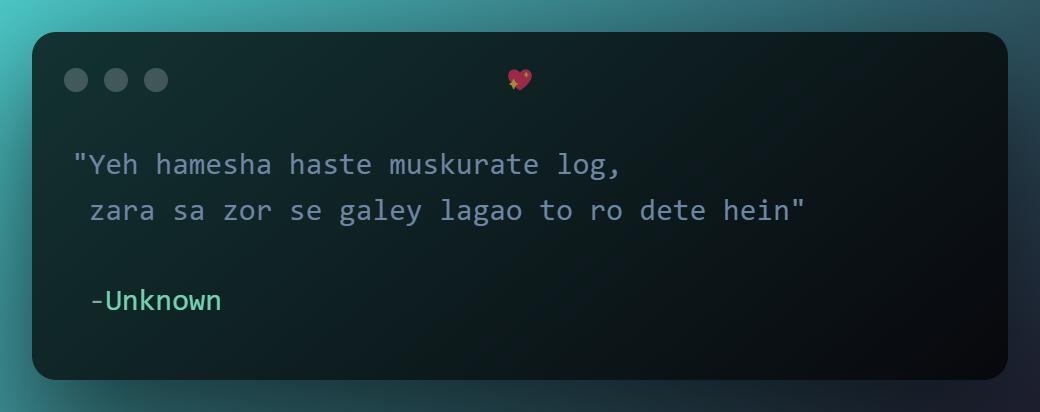 "Yeh hamesha haste muskurate log,
zara sa zor se galey lagao to ro dete hein"
-Unknown